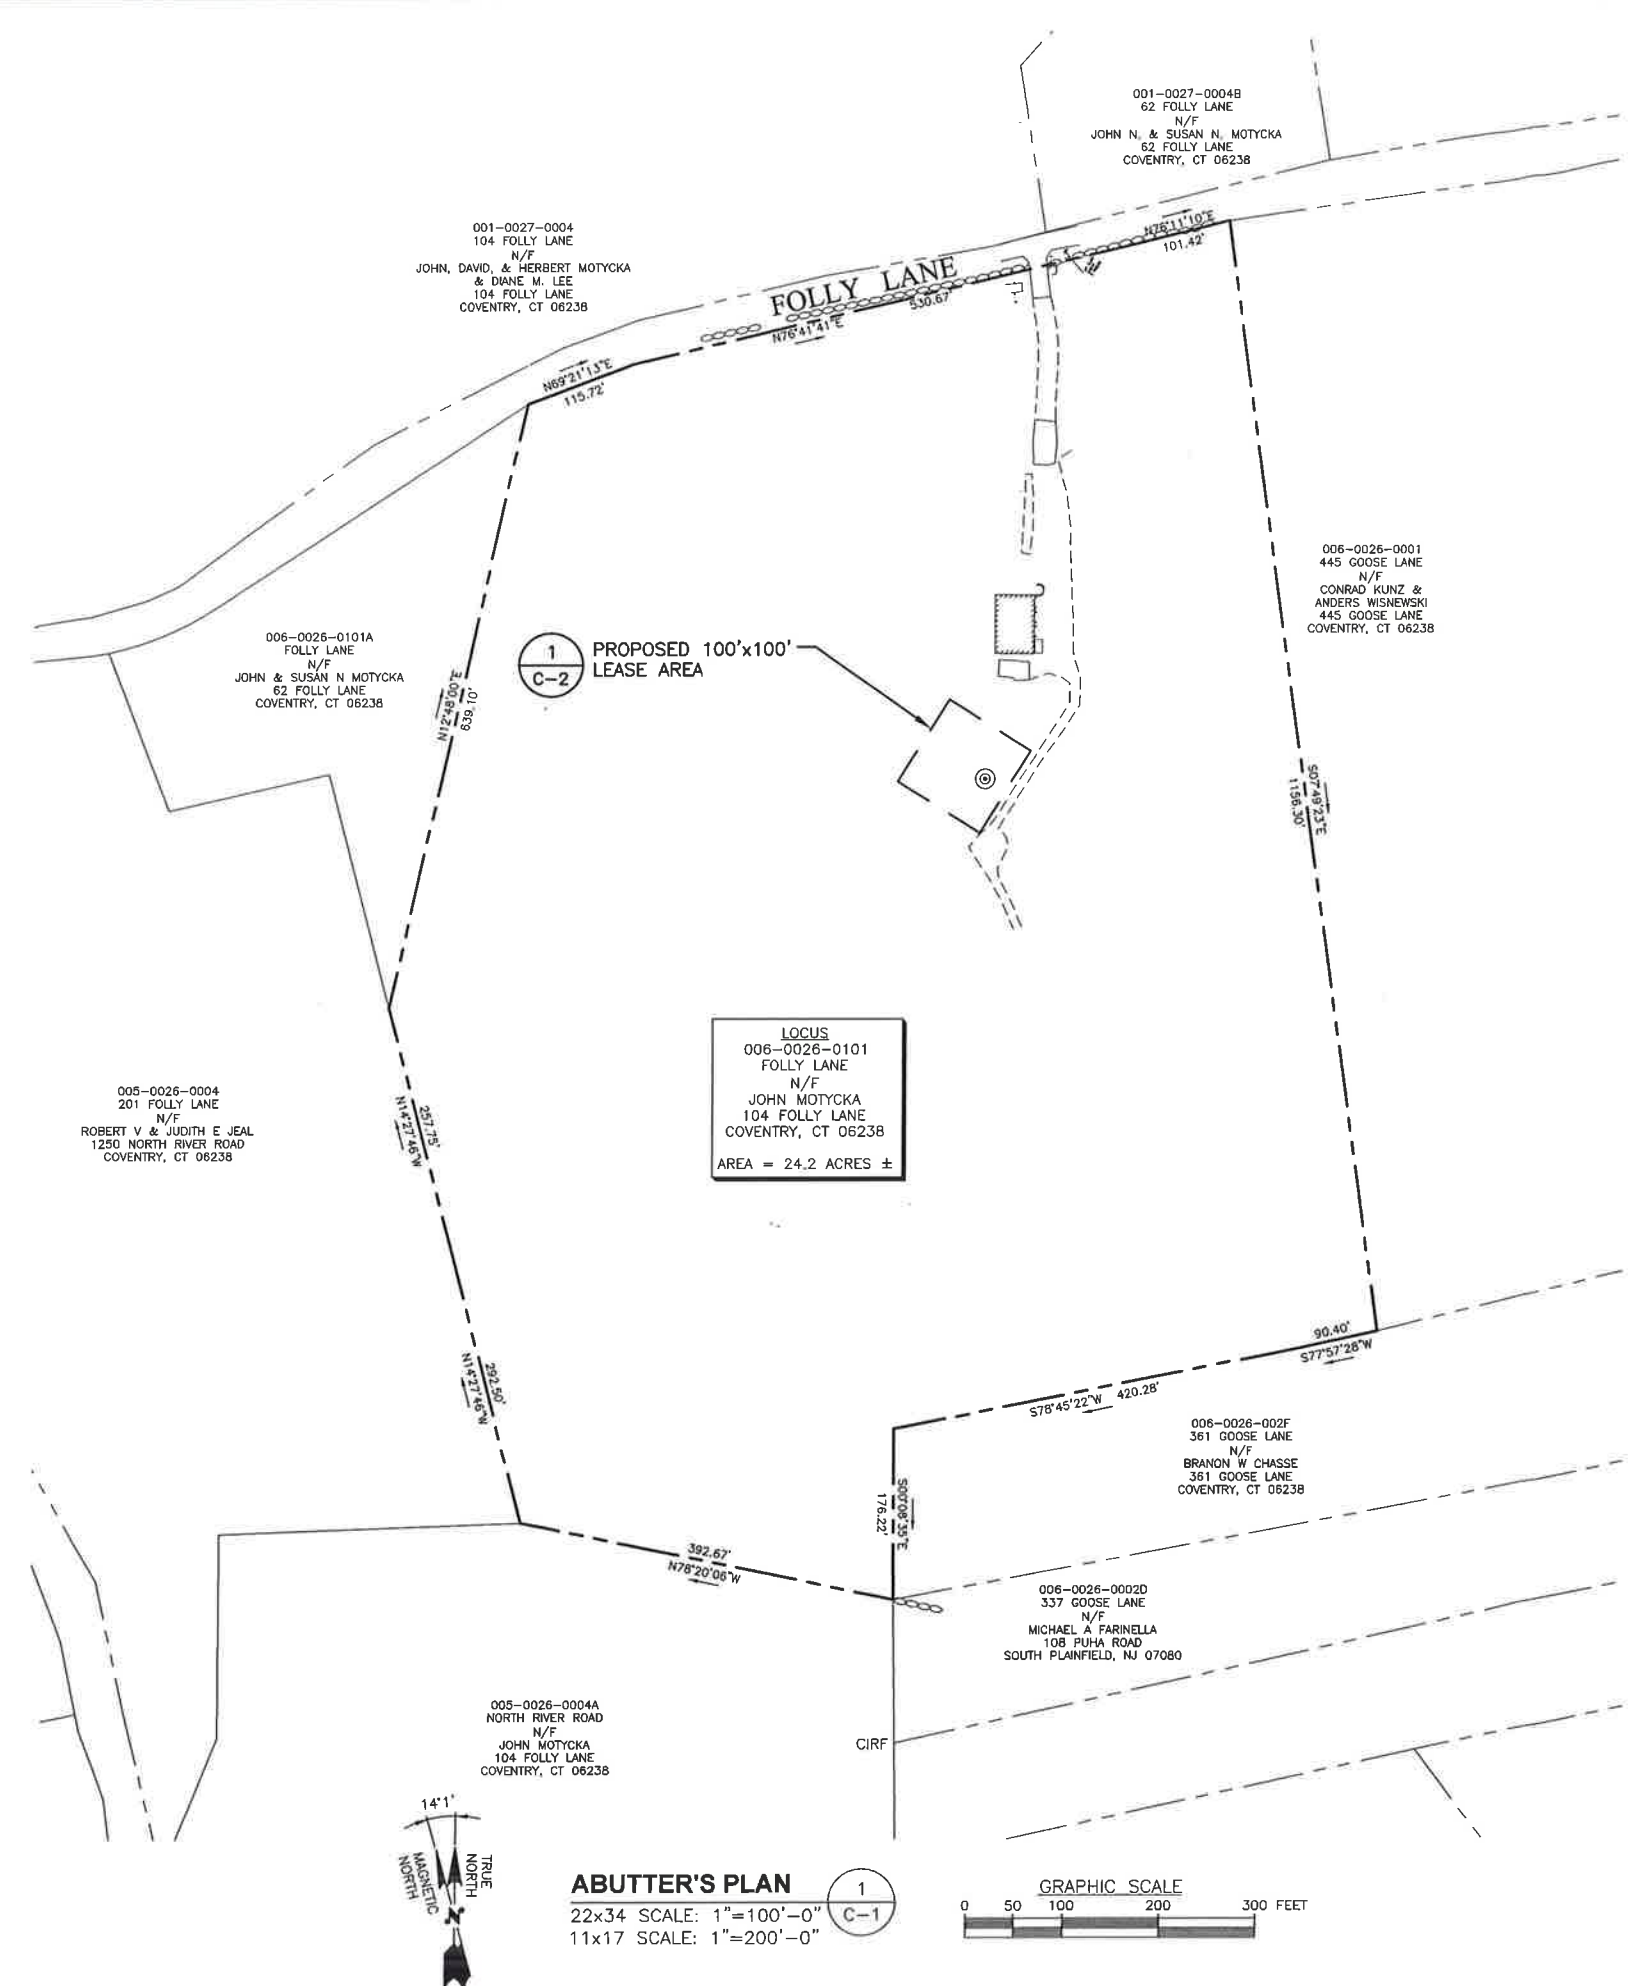 001-0027-0004B
62 FOLLY LANE
N/F
JOHN N. & SUSAN N. MOTYCKA
62 FOLLY LANE
COVENTRY, CT 06238
001-0027-0004
104 FOLLY LANE
N/F
JOHN, DAVID, & HERBERT MOTYCKA
& DIANE M. LEE
104 FOLLY LANE
COVENTRY, CT 06238
FOLLY LANE
N76°11'10"E
101.42'
530.67'
N76°41'41"E
N69°21'13"E
115.72'
006-0026-0001
445 GOOSE LANE
N/F
CONRAD KUNZ &
ANDERS WISNEWSKI
445 GOOSE LANE
COVENTRY, CT 06238
006-0026-0101A
FOLLY LANE
N/F
JOHN & SUSAN N MOTYCKA
62 FOLLY LANE
COVENTRY, CT 06238
1
C-2
PROPOSED 100'x100'
LEASE AREA
N12°48'00"E
639.10'
S07°49'23"E
1156.30'
LOCUS
006-0026-0101
FOLLY LANE
N/F
JOHN MOTYCKA
104 FOLLY LANE
COVENTRY, CT 06238
AREA = 24.2 ACRES ±
005-0026-0004
201 FOLLY LANE
N/F
ROBERT V & JUDITH E JEAL
1250 NORTH RIVER ROAD
COVENTRY, CT 06238
257.75'
N14°27'46"W
292.50'
N14°27'46"W
90.40'
S77°57'28"W
S78°45'22"W 420.28'
006-0026-002F
361 GOOSE LANE
N/F
BRANON W CHASSE
361 GOOSE LANE
COVENTRY, CT 06238
S00°08'35"E
176.22'
392.67'
N78°20'06"W
006-0026-0002D
337 GOOSE LANE
N/F
MICHAEL A FARINELLA
108 PUHA ROAD
SOUTH PLAINFIELD, NJ 07080
005-0026-0004A
NORTH RIVER ROAD
N/F
JOHN MOTYCKA
104 FOLLY LANE
COVENTRY, CT 06238
CIRF
14°1'
TRUE
NORTH
MAGNETIC
NORTH
N
ABUTTER'S PLAN
1
C-1
22x34 SCALE: 1"=100'-0"
11x17 SCALE: 1"=200'-0"
GRAPHIC SCALE
0 50 100 200 300 FEET